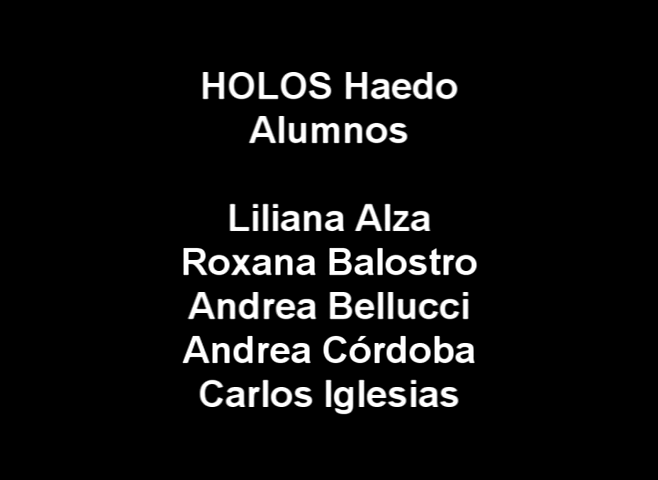 HOLOS Haedo
Alumnos
Liliana Alza
Roxana Balostro
Andrea Bellucci
Andrea Córdoba
Carlos Iglesias